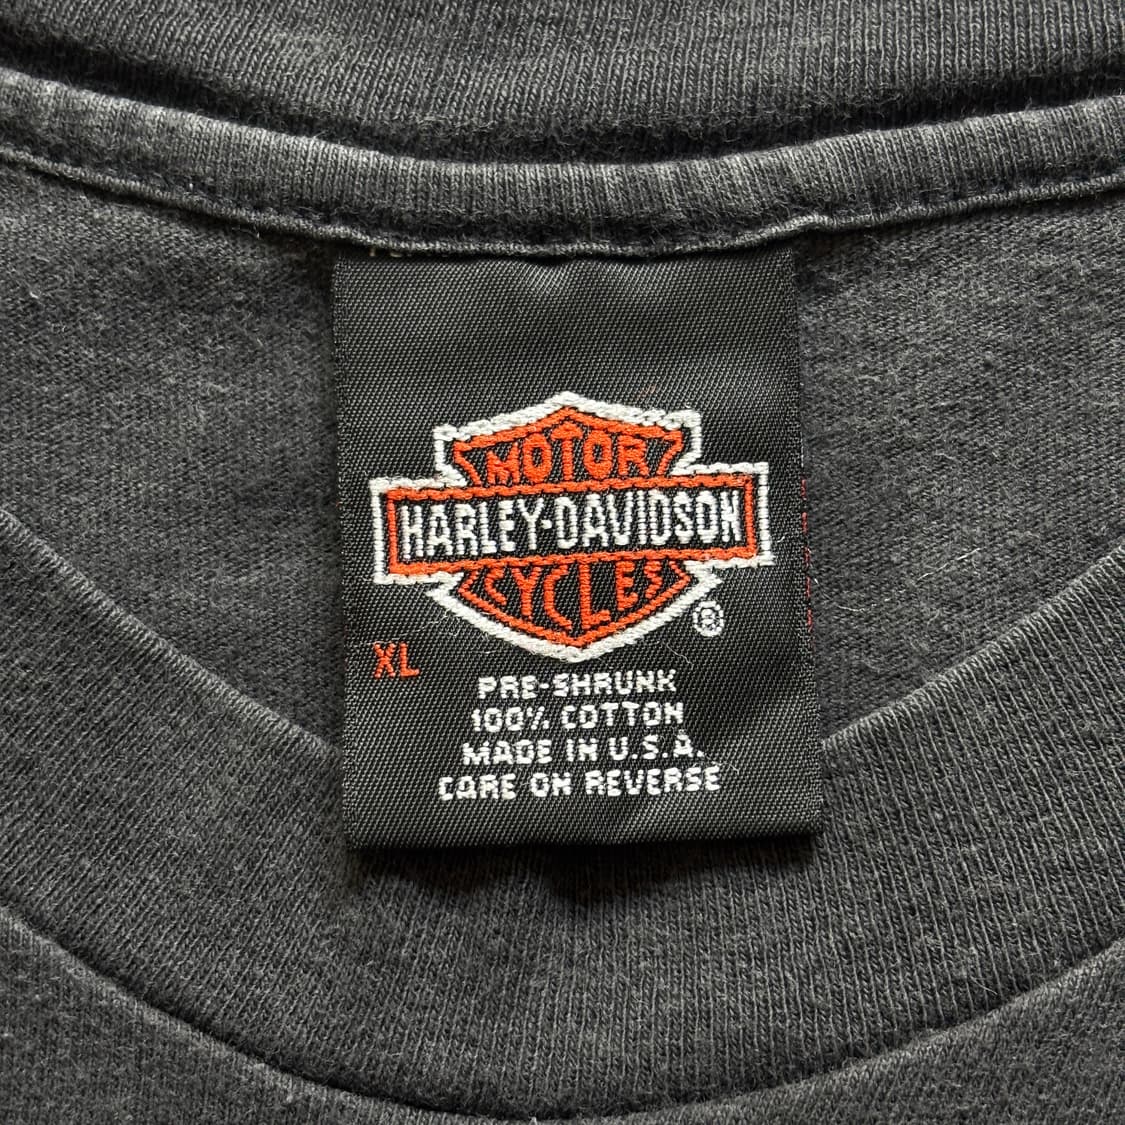 MOTOR
HARLEY-DAVIDSON
CYCLES
®
XL
PRE-SHRUNK
100% COTTON
MADE IN U.S.A.
CARE ON REVERSE